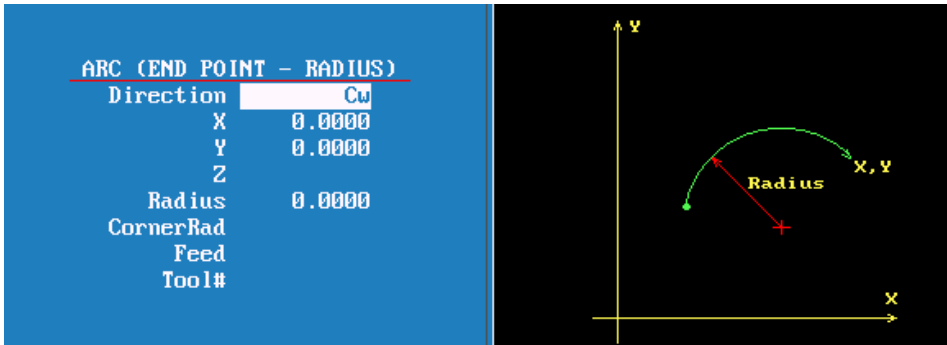 ARC (END POINT - RADIUS)
Direction Cw
X 0.0000
Y 0.0000
Z
Radius 0.0000
CornerRad
Feed
Tool#
Y
X,Y
Radius
X